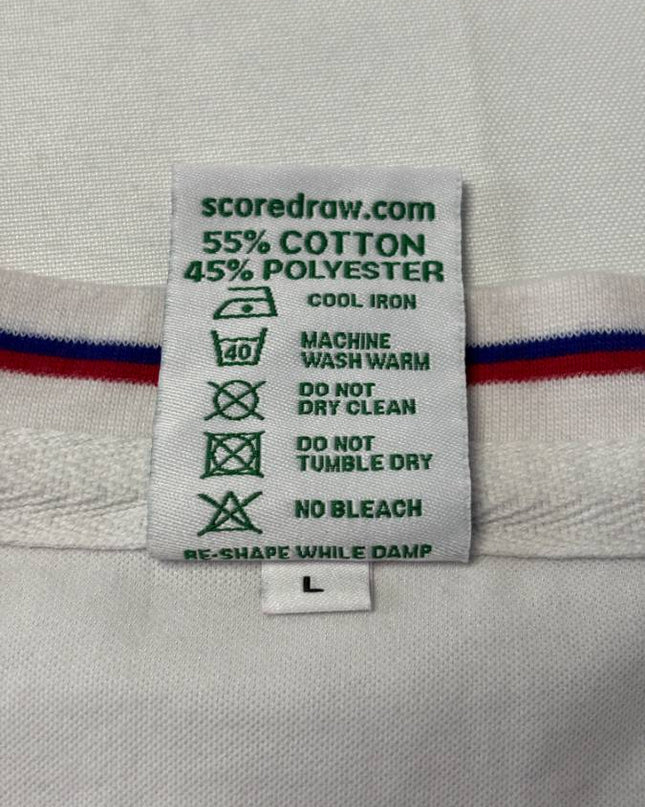 scoredraw.com
55% COTTON
45% POLYESTER
COOL IRON
40
MACHINE
WASH WARM
DO NOT
DRY CLEAN
DO NOT
TUMBLE DRY
NO BLEACH
RE-SHAPE WHILE DAMP
L